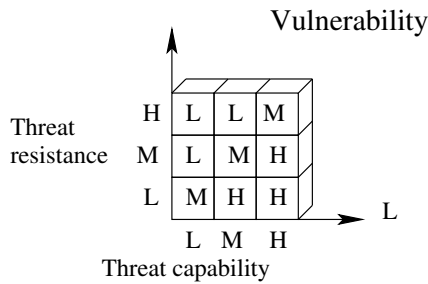 Vulnerability
H L L M
Threat
resistance
M L M H
L M H H
L
L M H
Threat capability